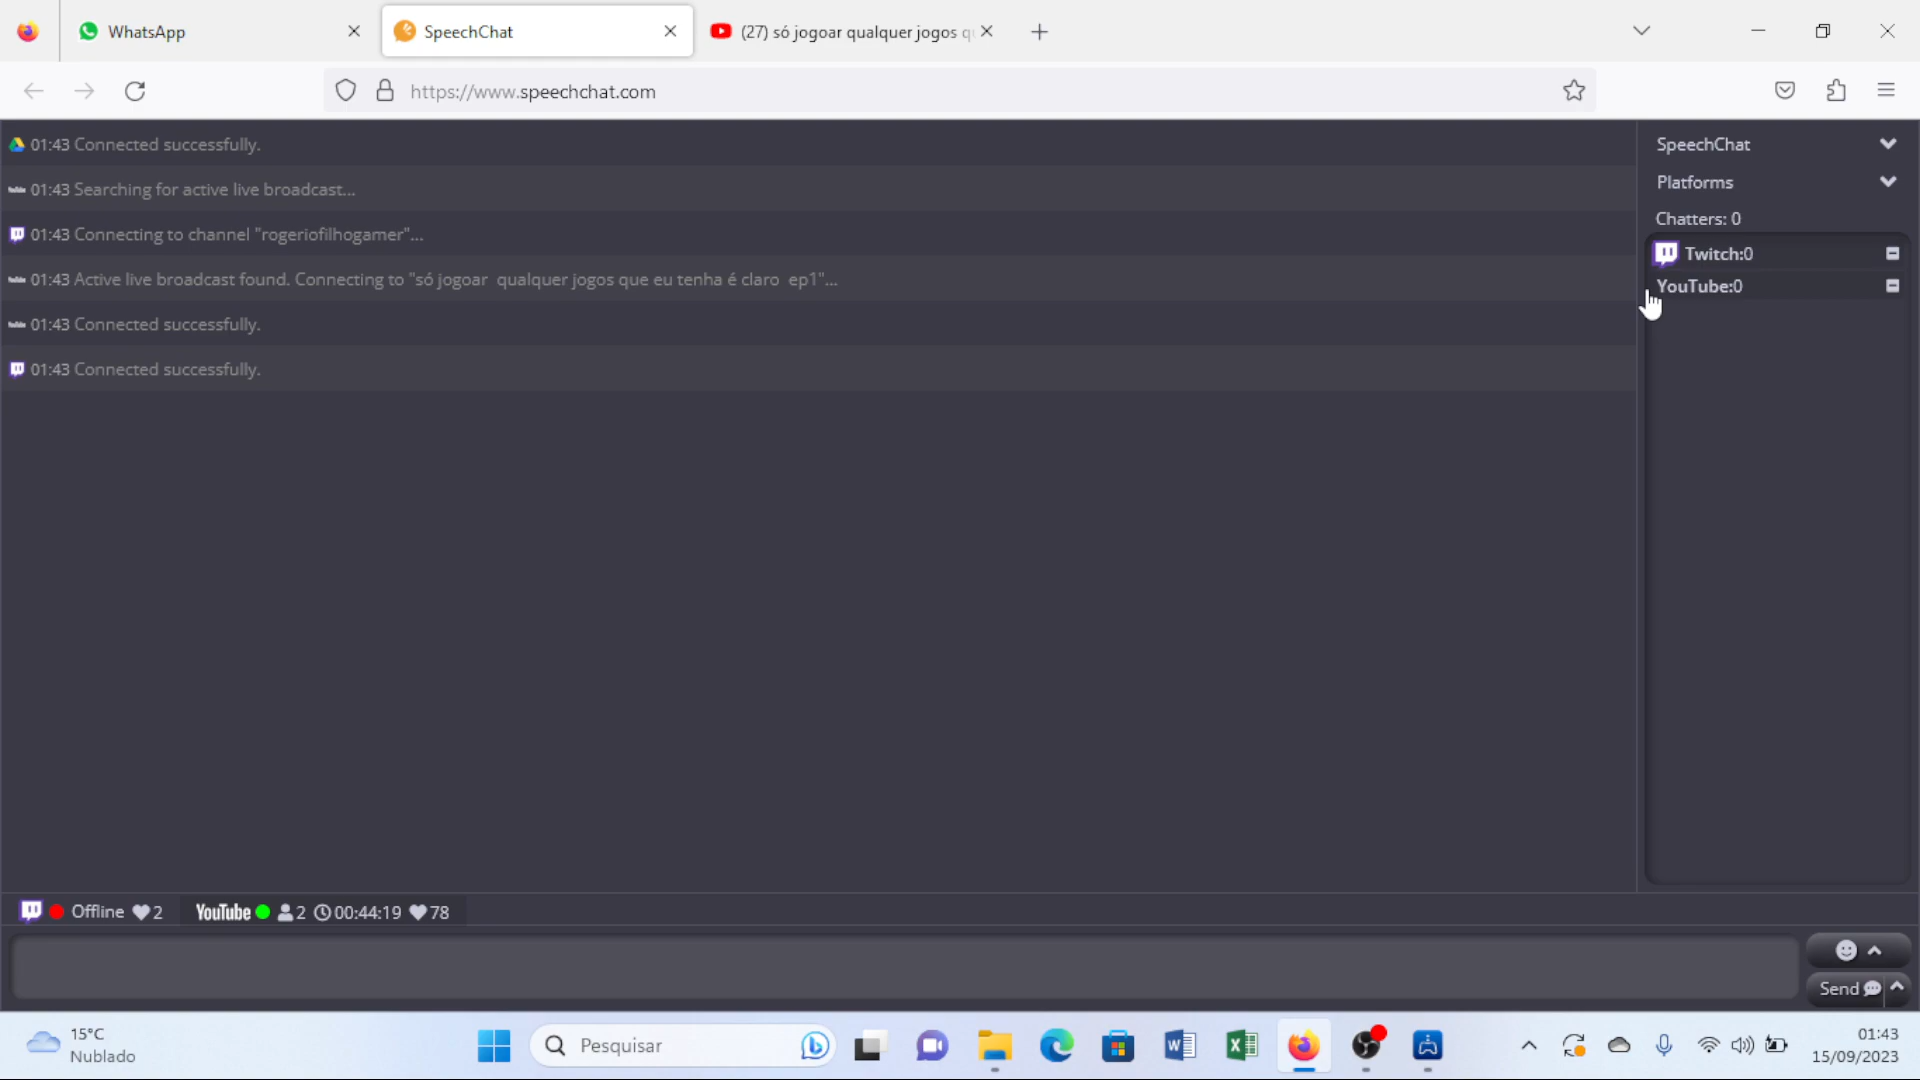 WhatsApp
SpeechChat
(27) só jogoar qualquer jogos q
https://www.speechchat.com
01:43 Connected successfully.
01:43 Searching for active live broadcast...
01:43 Connecting to channel "rogeriofilhogamer"...
01:43 Active live broadcast found. Connecting to "só jogoar qualquer jogos que eu tenha é claro ep1"...
01:43 Connected successfully.
01:43 Connected successfully.
SpeechChat
Platforms
Chatters: 0
Twitch:0
YouTube:0
Offline 2
YouTube 2 00:44:19 78
Send
15°C
Nublado
Pesquisar
01:43
15/09/2023